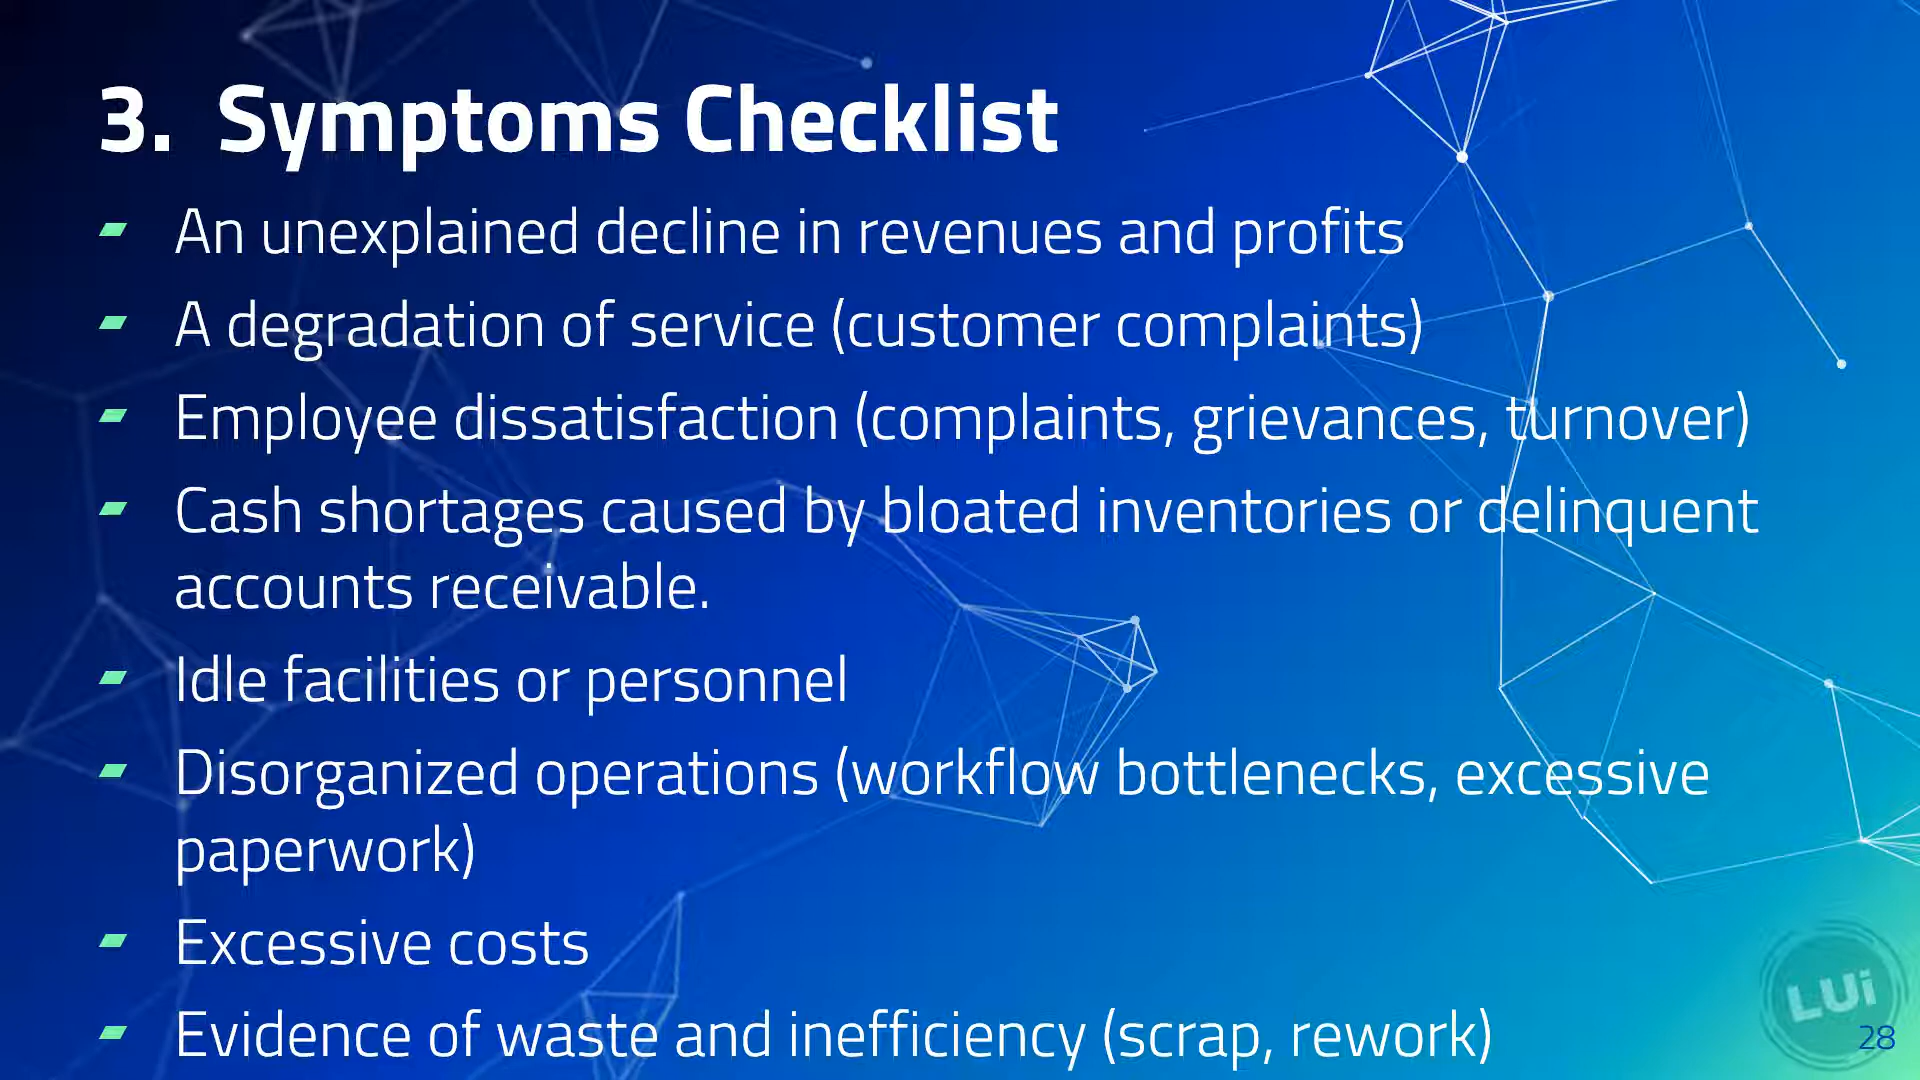 3. Symptoms Checklist
An unexplained decline in revenues and profits
A degradation of service (customer complaints)
Employee dissatisfaction (complaints, grievances, turnover)
Cash shortages caused by bloated inventories or delinquent
accounts receivable.
Idle facilities or personnel
Disorganized operations (workflow bottlenecks, excessive
paperwork)
Excessive costs
Evidence of waste and inefficiency (scrap, rework)
LUi
28